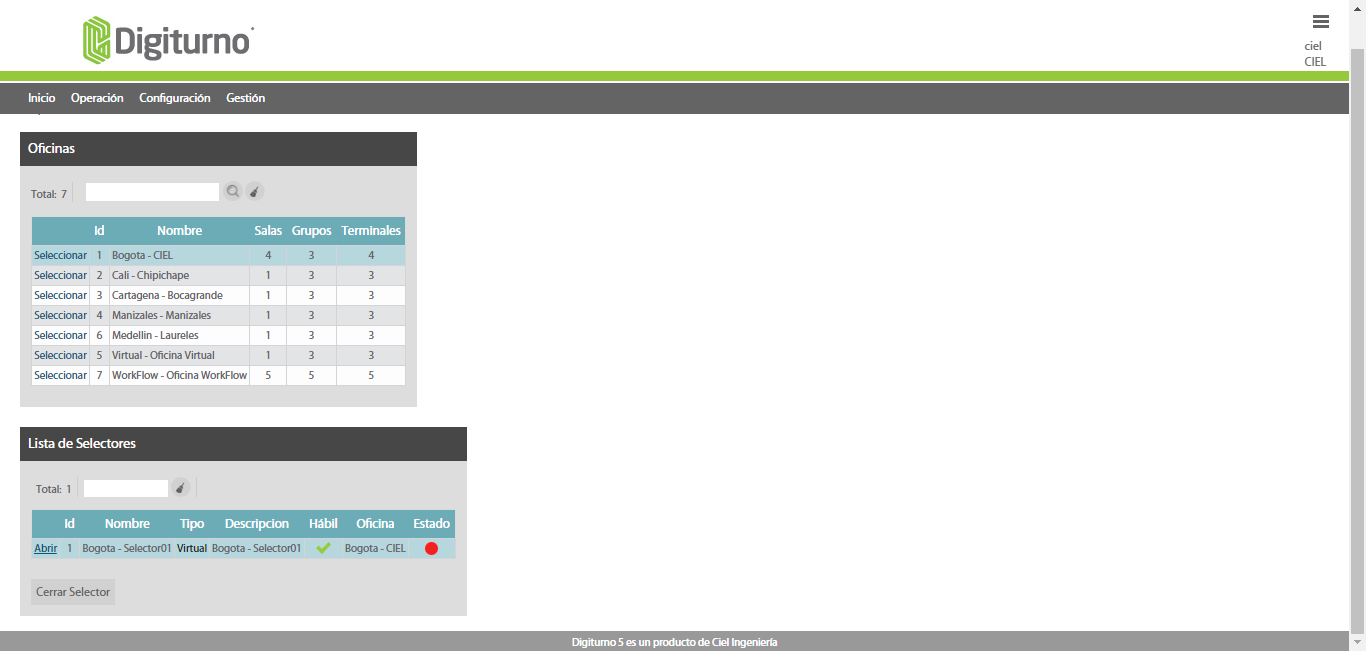 Digiturno
ciel
CIEL
Inicio Operación Configuración Gestión
Oficinas
Total: 7
Id Nombre Salas Grupos Terminales
Seleccionar 1 Bogota - CIEL 4 3 4
Seleccionar 2 Cali - Chipichape 1 3 3
Seleccionar 3 Cartagena - Bocagrande 1 3 3
Seleccionar 4 Manizales - Manizales 1 3 3
Seleccionar 6 Medellin - Laureles 1 3 3
Seleccionar 5 Virtual - Oficina Virtual 1 3 3
Seleccionar 7 WorkFlow - Oficina WorkFlow 5 5 5
Lista de Selectores
Total: 1
Id Nombre Tipo Descripcion Hábil Oficina Estado
Abrir 1 Bogota - Selector01 Virtual Bogota - Selector01 Bogota - CIEL
Cerrar Selector
Digiturno 5 es un producto de Ciel Ingeniería